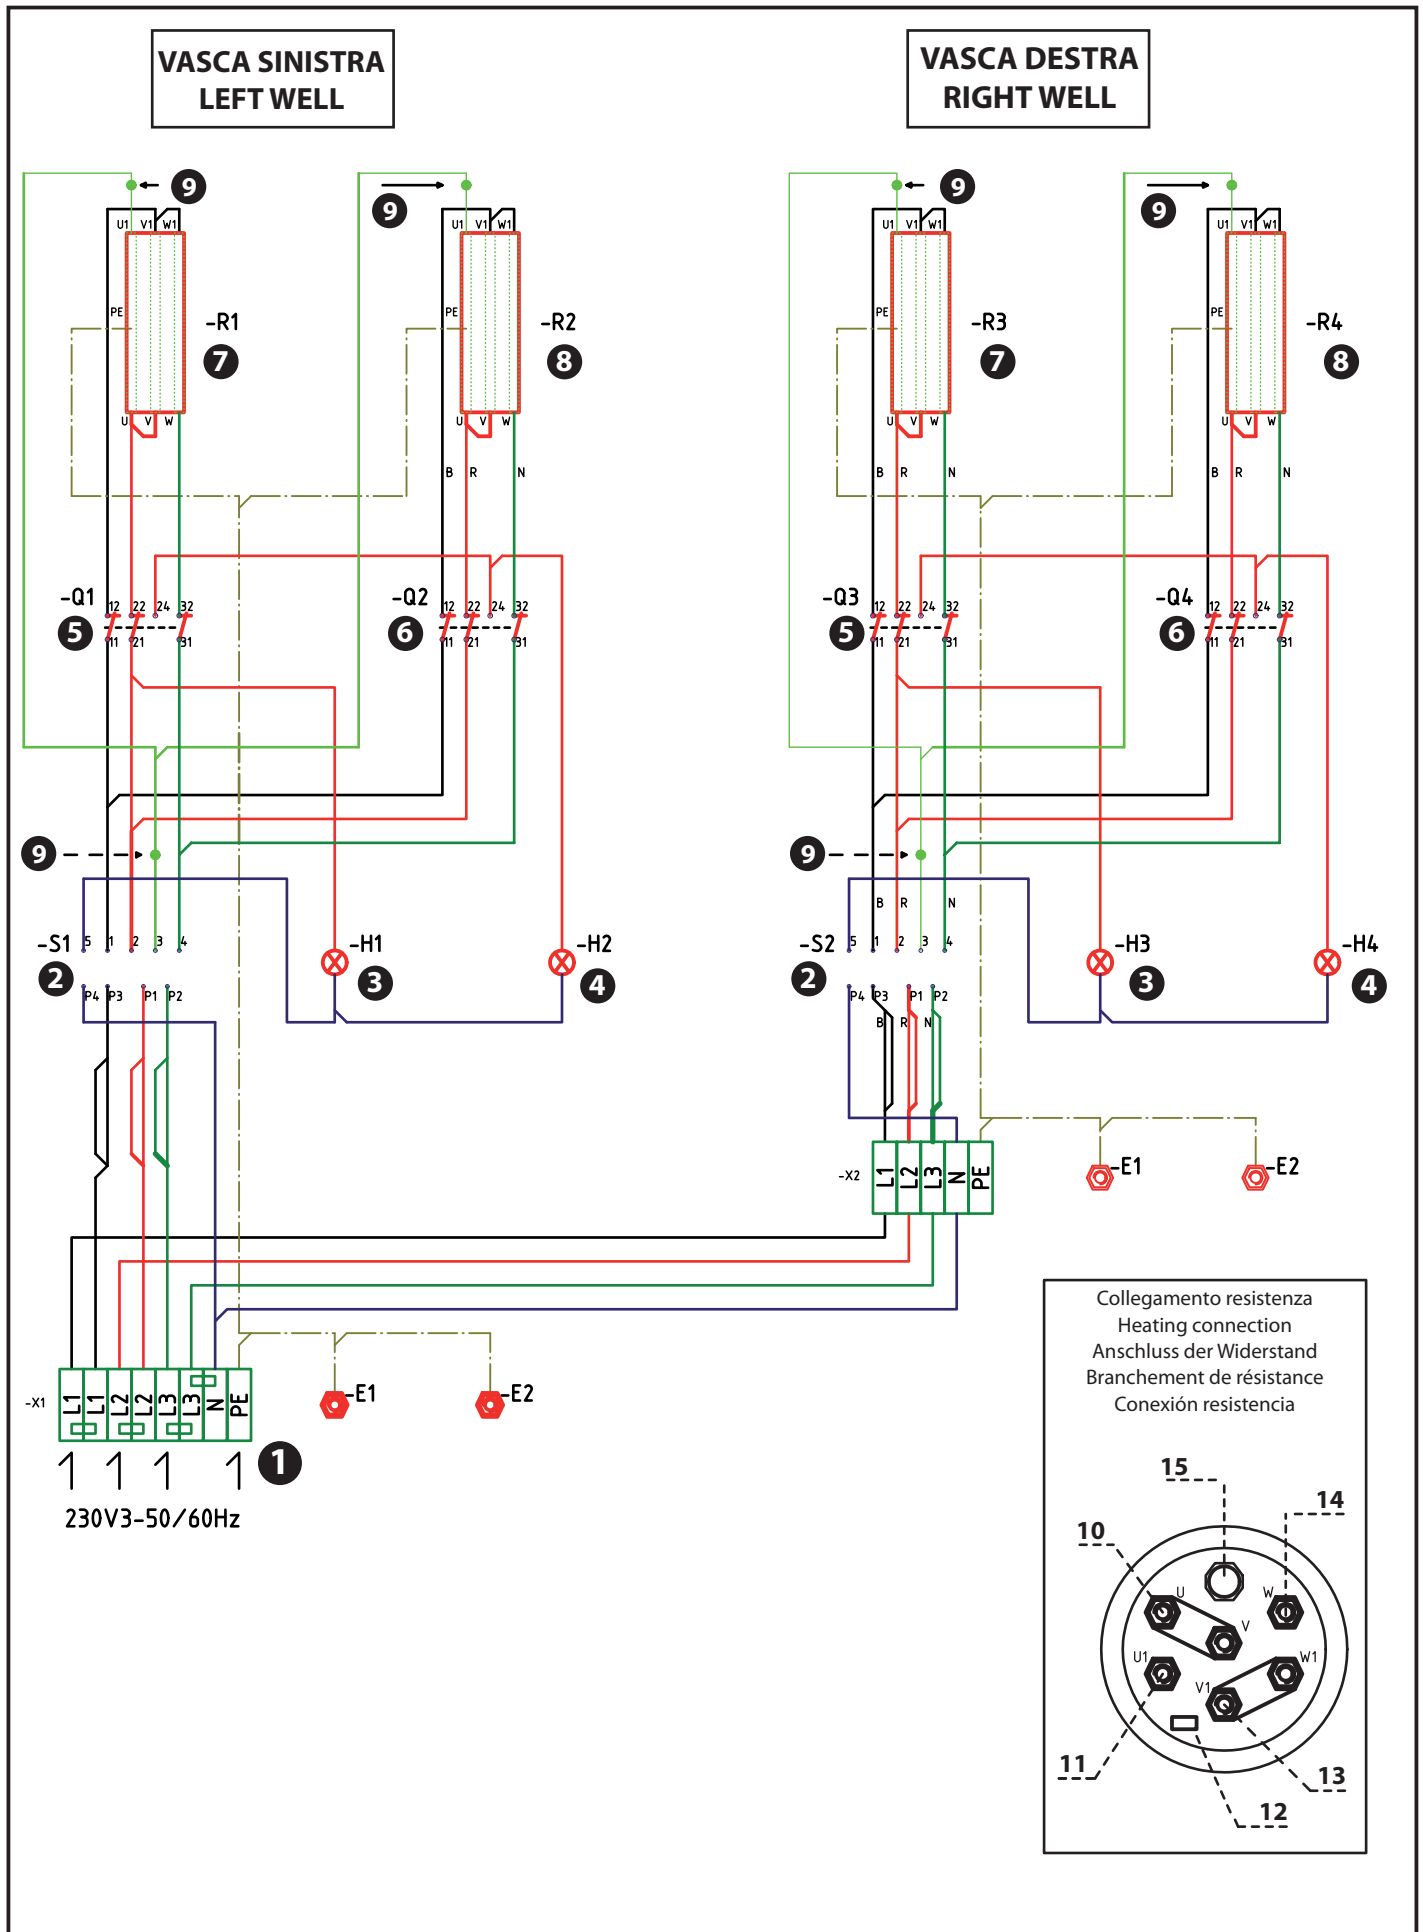 VASCA SINISTRA
LEFT WELL
VASCA DESTRA
RIGHT WELL
9 9 9 9
U1 V1 W1 U1 V1 W1 U1 V1 W1 U1 V1 W1
PE -R1 PE -R2 PE -R3 PE -R4
7 8 7 8
U V W U V W U V W U V W
B R N B R N B R N
-Q1 12 22 24 32 -Q2 12 22 24 32 -Q3 12 22 24 32 -Q4 12 22 24 32
5 6 5 6
11 21 31 11 21 31 11 21 31 11 21 31
9 9
B R N
-S1 5 1 2 3 4 -H1 -H2 -S2 5 1 2 3 4 -H3 -H4
2 3 4 2 3 4
P4 P3 P1 P2 P4 P3 P1 P2
B R N
-X2 L1 L2 L3 N PE -E1 -E2
-X1 L1 L1 L2 L2 L3 L3 N PE -E1 -E2
1
230V3-50/60Hz
Collegamento resistenza
Heating connection
Anschluss der Widerstand
Branchement de résistance
Conexión resistencia
15
14
10
U W
V
U1 W1
V1
11
13
12